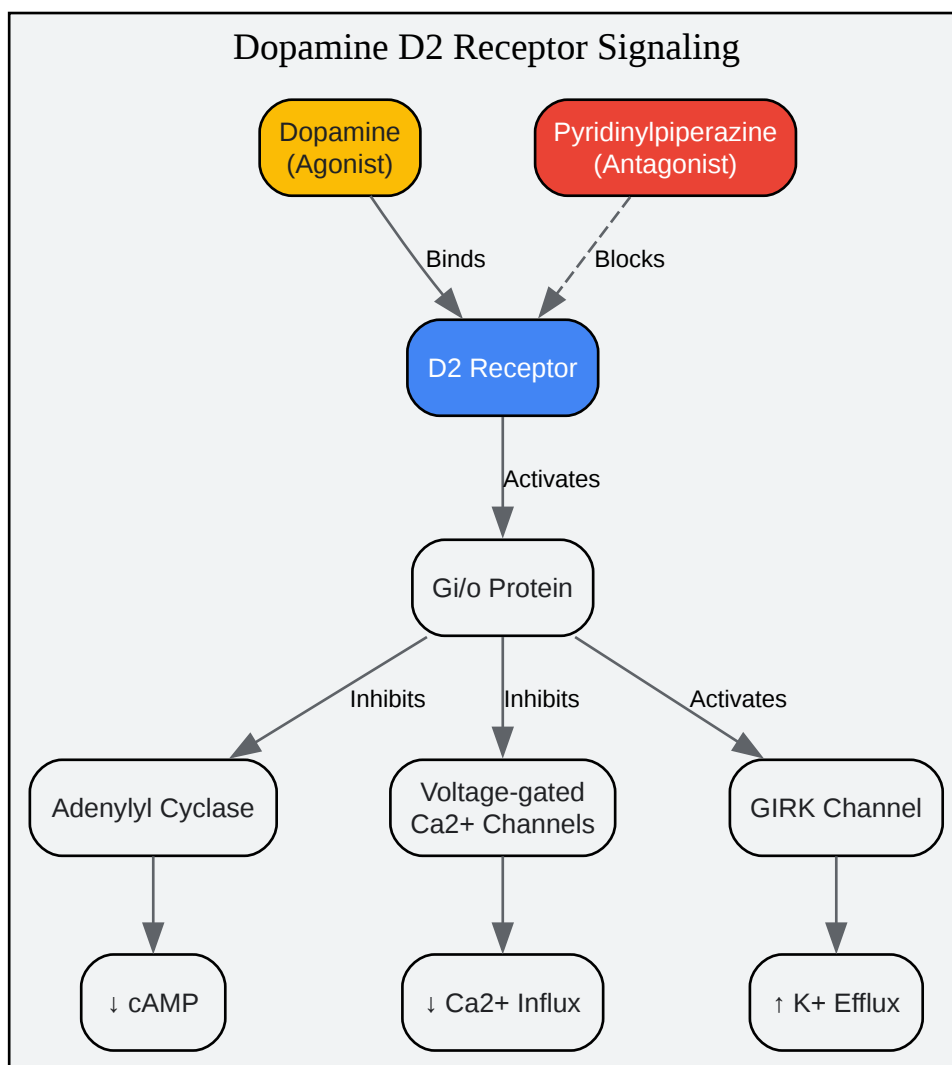 Dopamine D2 Receptor Signaling
Dopamine
(Agonist)
Pyridinylpiperazine
(Antagonist)
Binds
Blocks
D2 Receptor
Activates
Gi/o Protein
Inhibits
Inhibits
Activates
Adenylyl Cyclase
Voltage-gated
Ca2+ Channels
GIRK Channel
↓ cAMP
↓ Ca2+ Influx
↑ K+ Efflux